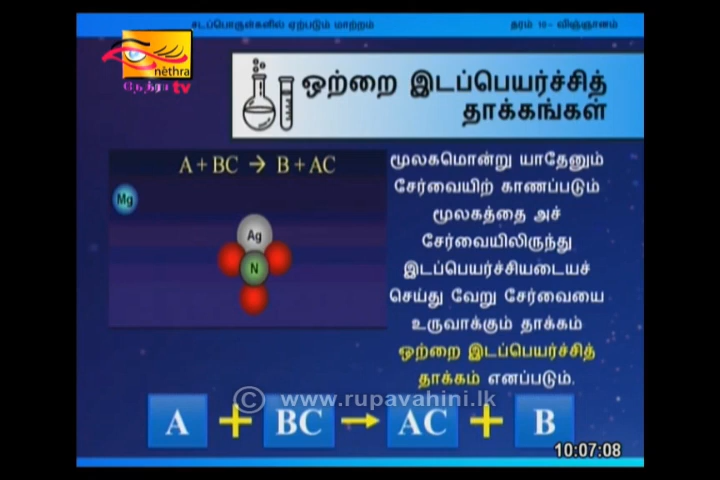 சடப்பொருள்களில் ஏற்படும் மாற்றம்
தரம் 10 - விஞ்ஞானம்
nēthra
நேத்ரா tv
ஒற்றை இடப்பெயர்ச்சித்
தாக்கங்கள்
A + BC → B + AC
Mg
Ag
N
மூலகமொன்று யாதேனும்
சேர்வையிற் காணப்படும்
மூலகத்தை அச்
சேர்வையிலிருந்து
இடப்பெயர்ச்சியடையச்
செய்து வேறு சேர்வையை
உருவாக்கும் தாக்கம்
ஒற்றை இடப்பெயர்ச்சித்
தாக்கம் எனப்படும்.
© www.rupavahini.lk
A + BC → AC + B
10:07:08